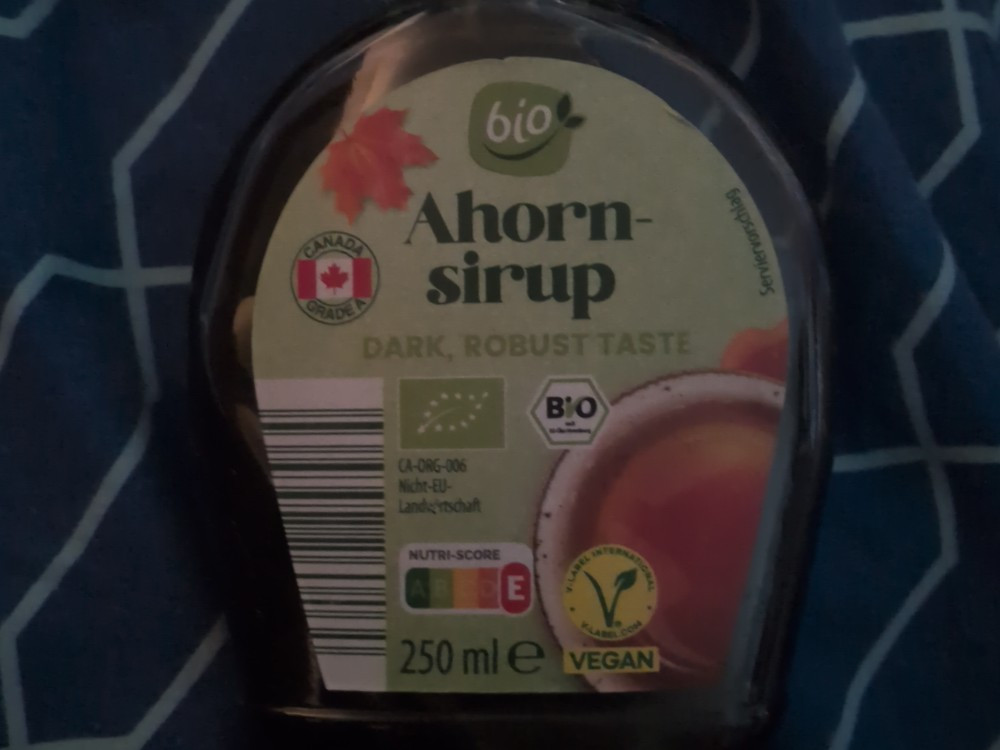 bio
Ahorn-
sirup
CANADA
GRADE A
Serviervorschlag
DARK, ROBUST TASTE
BIO
CA-ORG-006
Nicht-EU-
Landwirtschaft
NUTRI-SCORE
A B C D E
V-LABEL INTERNATIONAL
V-LABEL.COM
250 ml e
VEGAN